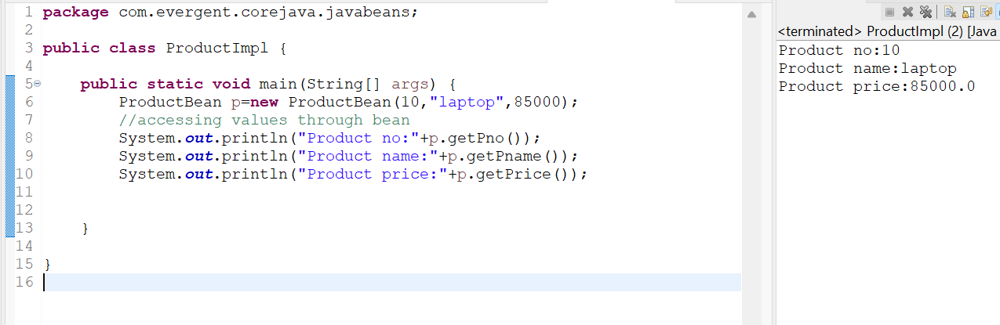 1 package com.evergent.corejava.javabeans;
2
3 public class ProductImpl {
4
5 public static void main(String[] args) {
6 ProductBean p=new ProductBean(10,"laptop",85000);
7 //accessing values through bean
8 System.out.println("Product no:"+p.getPno());
9 System.out.println("Product name:"+p.getPname());
10 System.out.println("Product price:"+p.getPrice());
11
12
13 }
14
15 }
16
<terminated> ProductImpl (2) [Java
Product no:10
Product name:laptop
Product price:85000.0